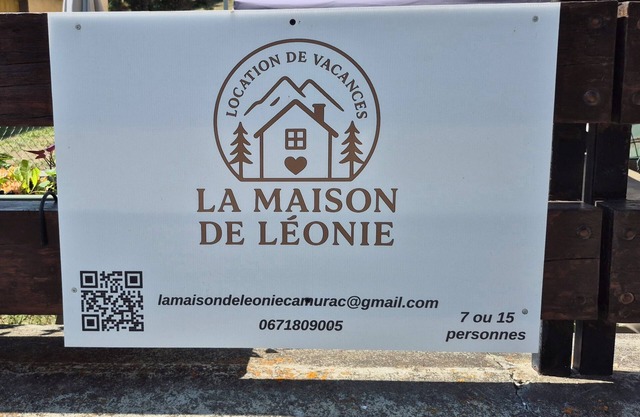 LOCATION DE VACANCES
LA MAISON
DE LÉONIE
lamaisondeleoniecamurac@gmail.com
0671809005
7 ou 15
personnes